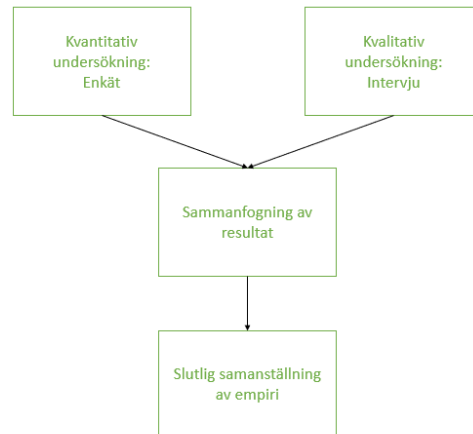 Kvantitativ
undersökning:
Enkät
Kvalitativ
undersökning:
Intervju
Sammanfogning av
resultat
Slutlig samanställning
av empiri